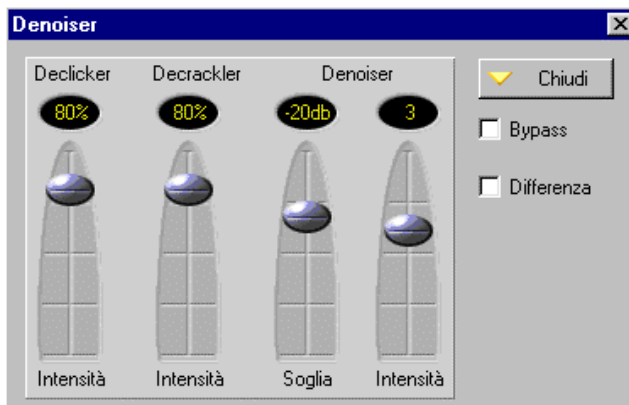 Denoiser
Declicker Decrackler Denoiser
80% 80% -20db 3
Intensità Intensità Soglia Intensità
Chiudi
Bypass
Differenza